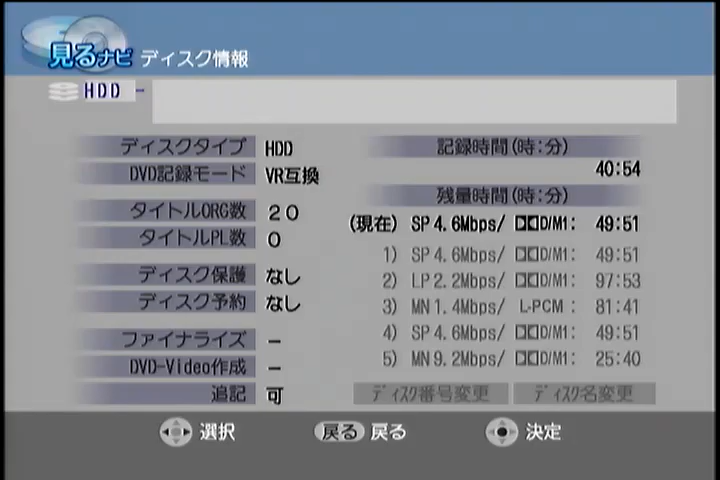 見るナビ ディスク情報
HDD
ディスクタイプ HDD
DVD記録モード VR互換
タイトルORG数 20
タイトルPL数 0
ディスク保護 なし
ディスク予約 なし
ファイナライズ −
DVD-Video作成 −
追記 可
記録時間(時:分)
40:54
残量時間(時:分)
(現在) SP 4.6Mbps/ DD D/M1: 49:51
1) SP 4.6Mbps/ DD D/M1: 49:51
2) LP 2.2Mbps/ DD D/M1: 97:53
3) MN 1.4Mbps/ L-PCM : 81:41
4) SP 4.6Mbps/ DD D/M1: 49:51
5) MN 9.2Mbps/ DD D/M1: 25:40
ディスク番号変更 ディスク名変更
選択 戻る 戻る 決定